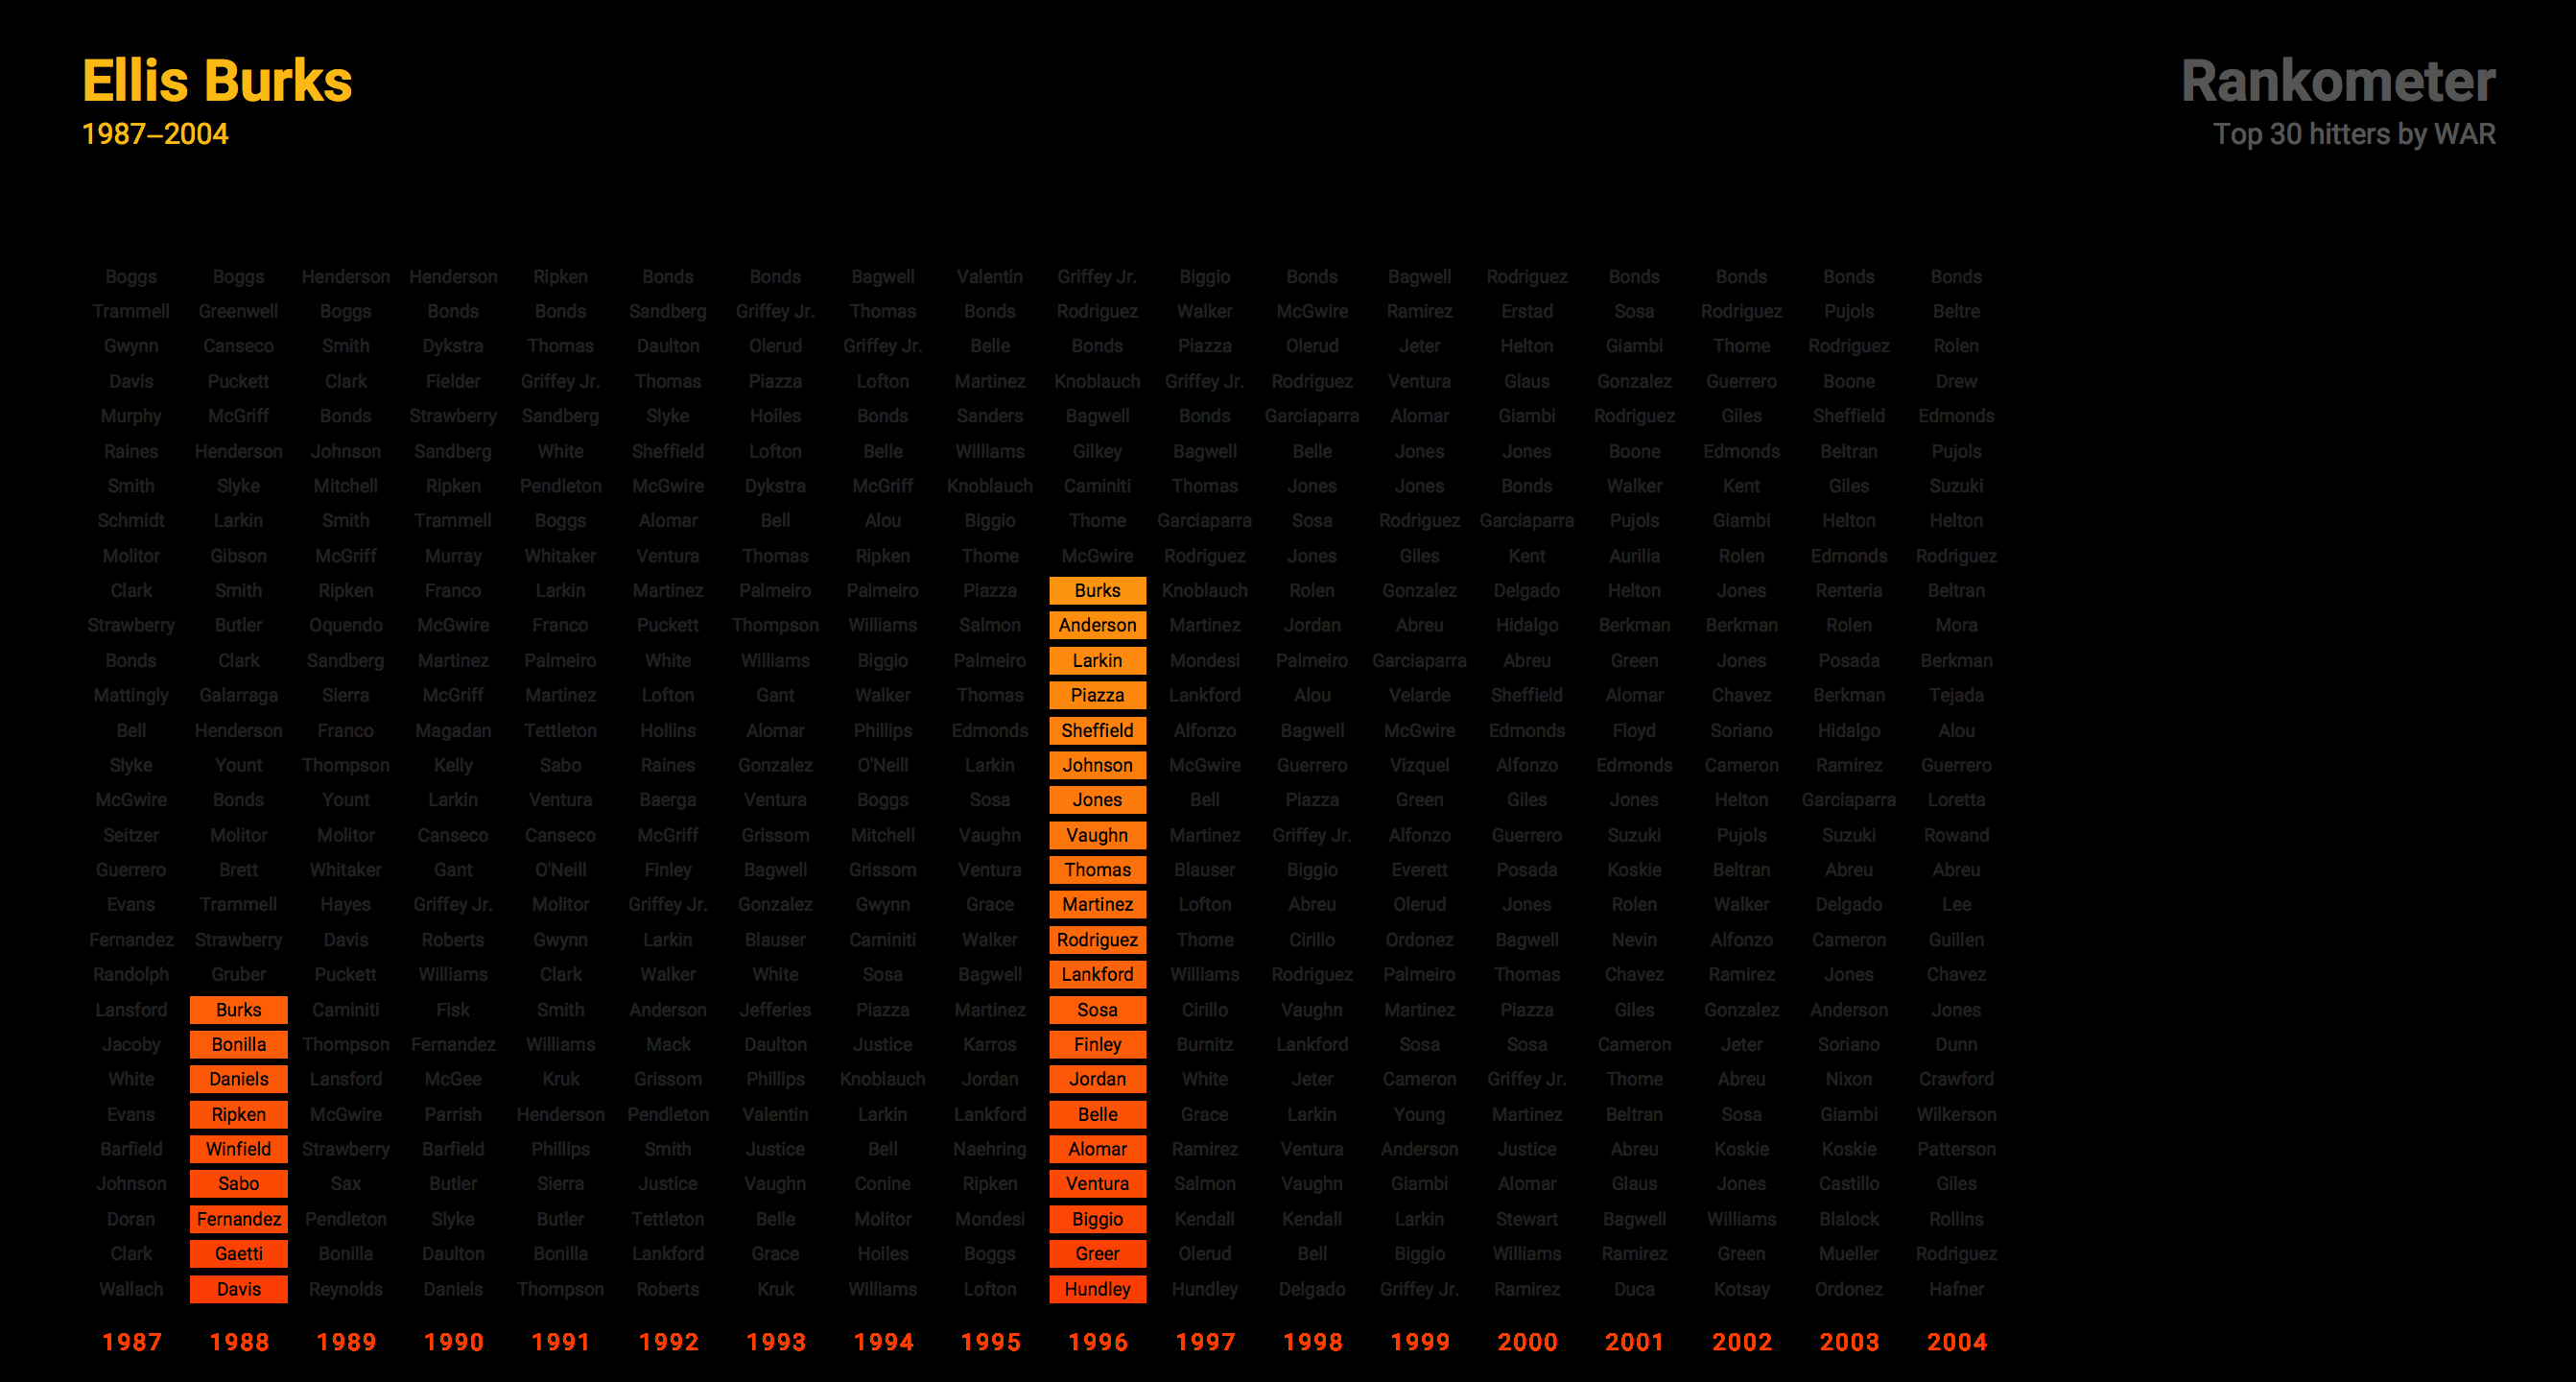 Ellis Burks
1987–2004
Rankometer
Top 30 hitters by WAR
Boggs Boggs Henderson Henderson Ripken Bonds Bonds Bagwell Valentin Griffey Jr. Biggio Bonds Bagwell Rodriguez Bonds Bonds Bonds Bonds
Trammell Greenwell Boggs Bonds Bonds Sandberg Griffey Jr. Thomas Bonds Rodriguez Walker McGwire Ramirez Erstad Sosa Rodriguez Pujols Beltre
Gwynn Canseco Smith Dykstra Thomas Daulton Olerud Griffey Jr. Belle Bonds Piazza Olerud Jeter Helton Giambi Thome Rodriguez Rolen
Davis Puckett Clark Fielder Griffey Jr. Thomas Piazza Lofton Martinez Knoblauch Griffey Jr. Rodriguez Ventura Glaus Gonzalez Guerrero Boone Drew
Murphy McGriff Bonds Strawberry Sandberg Slyke Hoiles Bonds Sanders Bagwell Bonds Garciaparra Alomar Giambi Rodriguez Giles Sheffield Edmonds
Raines Henderson Johnson Sandberg White Sheffield Lofton Belle Williams Gilkey Bagwell Belle Jones Jones Boone Edmonds Beltran Pujols
Smith Slyke Mitchell Ripken Pendleton McGwire Dykstra McGriff Knoblauch Caminiti Thomas Jones Jones Bonds Walker Kent Giles Suzuki
Schmidt Larkin Smith Trammell Boggs Alomar Bell Alou Biggio Thome Garciaparra Sosa Rodriguez Garciaparra Pujols Giambi Helton Helton
Molitor Gibson McGriff Murray Whitaker Ventura Thomas Ripken Thome McGwire Rodriguez Jones Giles Kent Aurilia Rolen Edmonds Rodriguez
Clark Smith Ripken Franco Larkin Martinez Palmeiro Palmeiro Piazza Burks Knoblauch Rolen Gonzalez Delgado Helton Jones Renteria Beltran
Strawberry Butler Oquendo McGwire Franco Puckett Thompson Williams Salmon Anderson Martinez Jordan Abreu Hidalgo Berkman Berkman Rolen Mora
Bonds Clark Sandberg Martinez Palmeiro White Williams Biggio Palmeiro Larkin Mondesi Palmeiro Garciaparra Abreu Green Jones Posada Berkman
Mattingly Galarraga Sierra McGriff Martinez Lofton Gant Walker Thomas Piazza Lankford Alou Velarde Sheffield Alomar Chavez Berkman Tejada
Bell Henderson Franco Magadan Tettleton Hollins Alomar Phillips Edmonds Sheffield Alfonzo Bagwell McGwire Edmonds Floyd Soriano Hidalgo Alou
Slyke Yount Thompson Kelly Sabo Raines Gonzalez O'Neill Larkin Johnson McGwire Guerrero Vizquel Alfonzo Edmonds Cameron Ramirez Guerrero
McGwire Bonds Yount Larkin Ventura Baerga Ventura Boggs Sosa Jones Bell Piazza Green Giles Jones Helton Garciaparra Loretta
Seitzer Molitor Molitor Canseco Canseco McGriff Grissom Mitchell Vaughn Vaughn Martinez Griffey Jr. Alfonzo Guerrero Suzuki Pujols Suzuki Rowand
Guerrero Brett Whitaker Gant O'Neill Finley Bagwell Grissom Ventura Thomas Blauser Biggio Everett Posada Koskie Beltran Abreu Abreu
Evans Trammell Hayes Griffey Jr. Molitor Griffey Jr. Gonzalez Gwynn Grace Martinez Lofton Abreu Olerud Jones Rolen Walker Delgado Lee
Fernandez Strawberry Davis Roberts Gwynn Larkin Blauser Caminiti Walker Rodriguez Thome Cirillo Ordonez Bagwell Nevin Alfonzo Cameron Guillen
Randolph Gruber Puckett Williams Clark Walker White Sosa Bagwell Lankford Williams Rodriguez Palmeiro Thomas Chavez Ramirez Jones Chavez
Lansford Burks Caminiti Fisk Smith Anderson Jefferies Piazza Martinez Sosa Cirillo Vaughn Martinez Piazza Giles Gonzalez Anderson Jones
Jacoby Bonilla Thompson Fernandez Williams Mack Daulton Justice Karros Finley Burnitz Lankford Sosa Sosa Cameron Jeter Soriano Dunn
White Daniels Lansford McGee Kruk Grissom Phillips Knoblauch Jordan Jordan White Jeter Cameron Griffey Jr. Thome Abreu Nixon Crawford
Evans Ripken McGwire Parrish Henderson Pendleton Valentin Larkin Lankford Belle Grace Larkin Young Martinez Beltran Sosa Giambi Wilkerson
Barfield Winfield Strawberry Barfield Phillips Smith Justice Bell Naehring Alomar Ramirez Ventura Anderson Justice Abreu Koskie Koskie Patterson
Johnson Sabo Sax Butler Sierra Justice Vaughn Conine Ripken Ventura Salmon Vaughn Giambi Alomar Glaus Jones Castillo Giles
Doran Fernandez Pendleton Slyke Butler Tettleton Belle Molitor Mondesi Biggio Kendall Kendall Larkin Stewart Bagwell Williams Blalock Rollins
Clark Gaetti Bonilla Daulton Bonilla Lankford Grace Hoiles Boggs Greer Olerud Bell Biggio Williams Ramirez Green Mueller Rodriguez
Wallach Davis Reynolds Daniels Thompson Roberts Kruk Williams Lofton Hundley Hundley Delgado Griffey Jr. Ramirez Duca Kotsay Ordonez Hafner
1987 1988 1989 1990 1991 1992 1993 1994 1995 1996 1997 1998 1999 2000 2001 2002 2003 2004